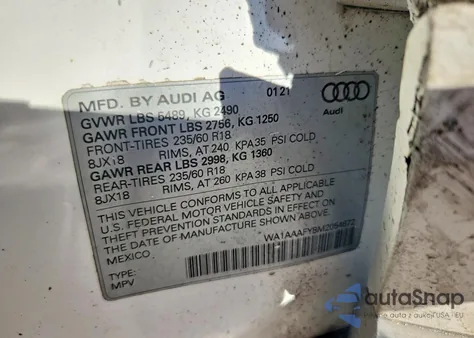 MFD. BY AUDI AG 01 21
GVWR LBS 5489, KG 2490
GAWR FRONT LBS 2756, KG 1250
FRONT-TIRES 235/60 R18
8JX18 RIMS, AT 240 KPA35 PSI COLD
GAWR REAR LBS 2998, KG 1360
REAR-TIRES 235/60 R18
8JX18 RIMS, AT 260 KPA38 PSI COLD
THIS VEHICLE CONFORMS TO ALL APPLICABLE
U.S. FEDERAL MOTOR VEHICLE SAFETY AND
THEFT PREVENTION STANDARDS IN EFFECT ON
THE DATE OF MANUFACTURE SHOWN ABOVE
MEXICO.
TYPE:
MPV
Audi
autoSnap